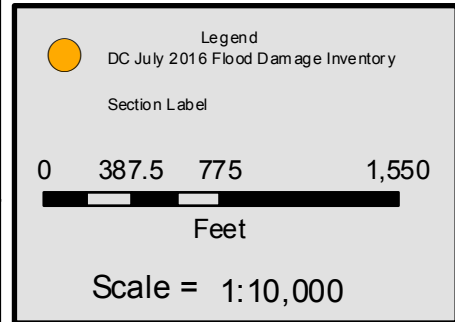 Legend
DC July 2016 Flood Damage Inventory
Section Label
0 387.5 775 1,550
Feet
Scale = 1:10,000